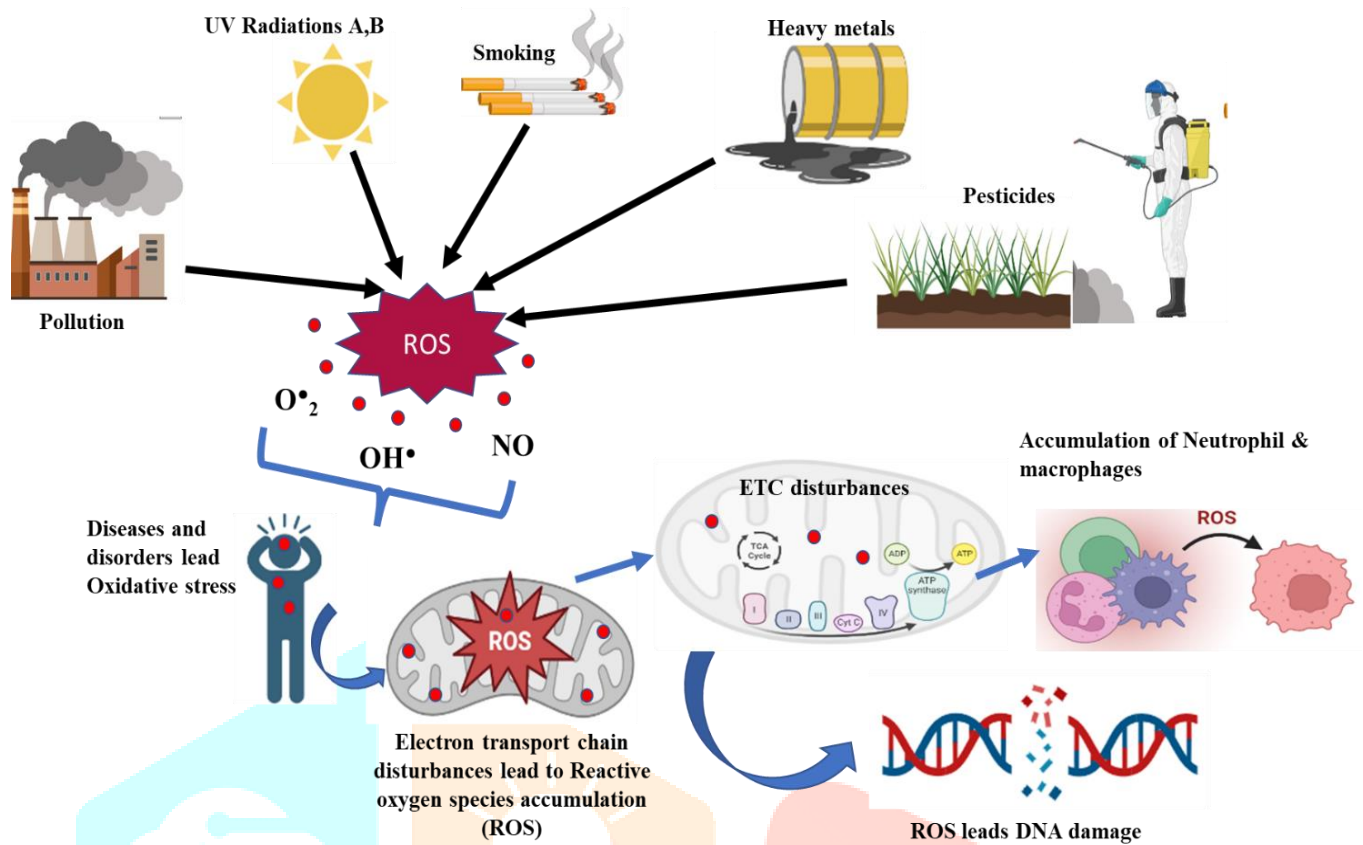 UV Radiations A,B
Smoking
Heavy metals
Pesticides
Pollution
ROS
O•2
OH•
NO
Diseases and
disorders lead
Oxidative stress
ROS
Electron transport chain
disturbances lead to Reactive
oxygen species accumulation
(ROS)
ETC disturbances
TCA
Cycle
ADP
ATP
ATP
synthase
I
II
III
Cyt C
IV
Accumulation of Neutrophil &
macrophages
ROS
ROS leads DNA damage